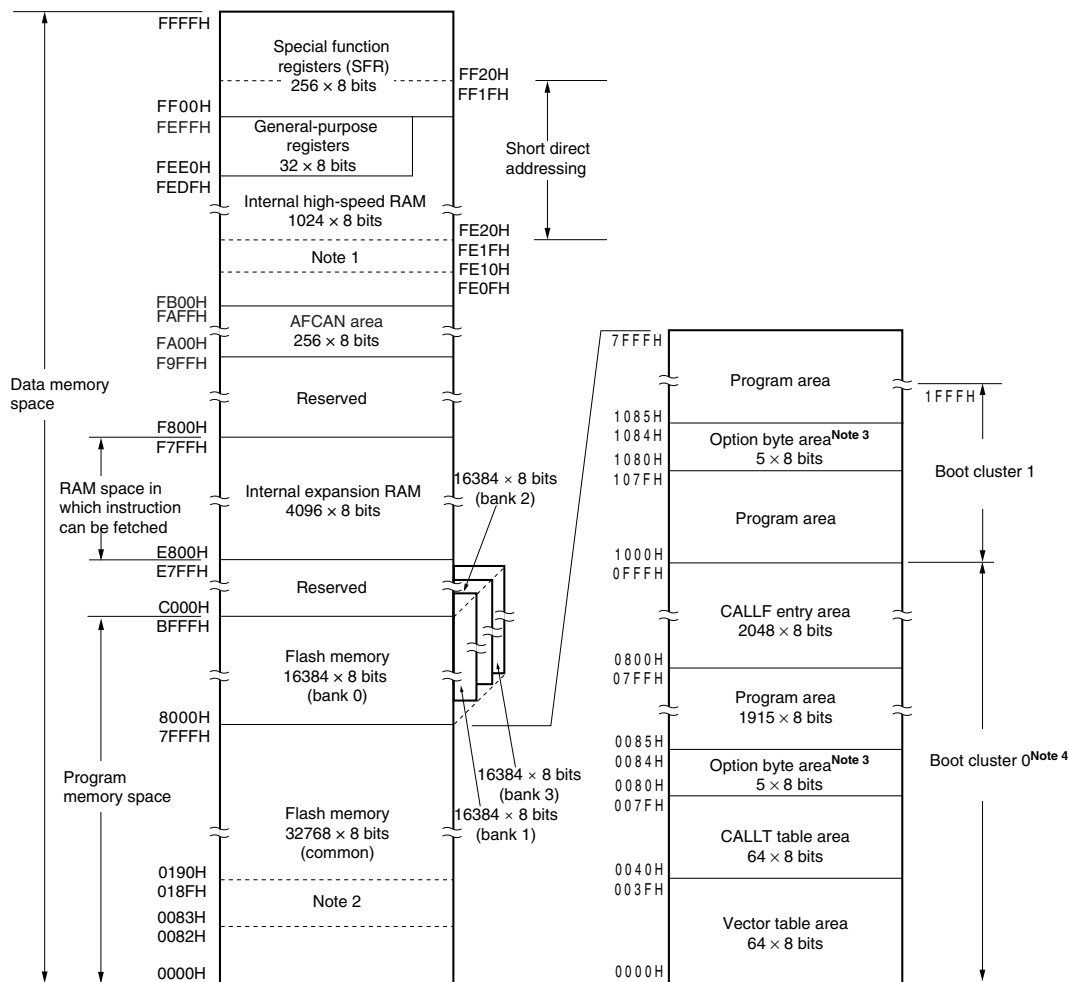 FFFFH
Special function
registers (SFR)
256 × 8 bits
FF20H
FF1FH
FF00H
FEFFH
General-purpose
registers
32 × 8 bits
Short direct
addressing
FEE0H
FEDFH
Internal high-speed RAM
1024 × 8 bits
FE20H
FE1FH
Note 1
FE10H
FE0FH
FB00H
FAFFH
AFCAN area
256 × 8 bits
FA00H
F9FFH
Data memory
space
Reserved
F800H
F7FFH
RAM space in
which instruction
can be fetched
Internal expansion RAM
4096 × 8 bits
16384 × 8 bits
(bank 2)
E800H
E7FFH
Reserved
C000H
BFFFH
Flash memory
16384 × 8 bits
(bank 0)
8000H
7FFFH
Program
memory space
16384 × 8 bits
(bank 3)
16384 × 8 bits
(bank 1)
Flash memory
32768 × 8 bits
(common)
0190H
018FH
Note 2
0083H
0082H
0000H
7FFFH
Program area
1FFFH
1085H
1084H
Option byte area Note 3
5 × 8 bits
1080H
107FH
Boot cluster 1
Program area
1000H
0FFFH
CALLF entry area
2048 × 8 bits
0800H
07FFH
Program area
1915 × 8 bits
0085H
0084H
Option byte area Note 3
5 × 8 bits
Boot cluster 0 Note 4
0080H
007FH
CALLT table area
64 × 8 bits
0040H
003FH
Vector table area
64 × 8 bits
0000H